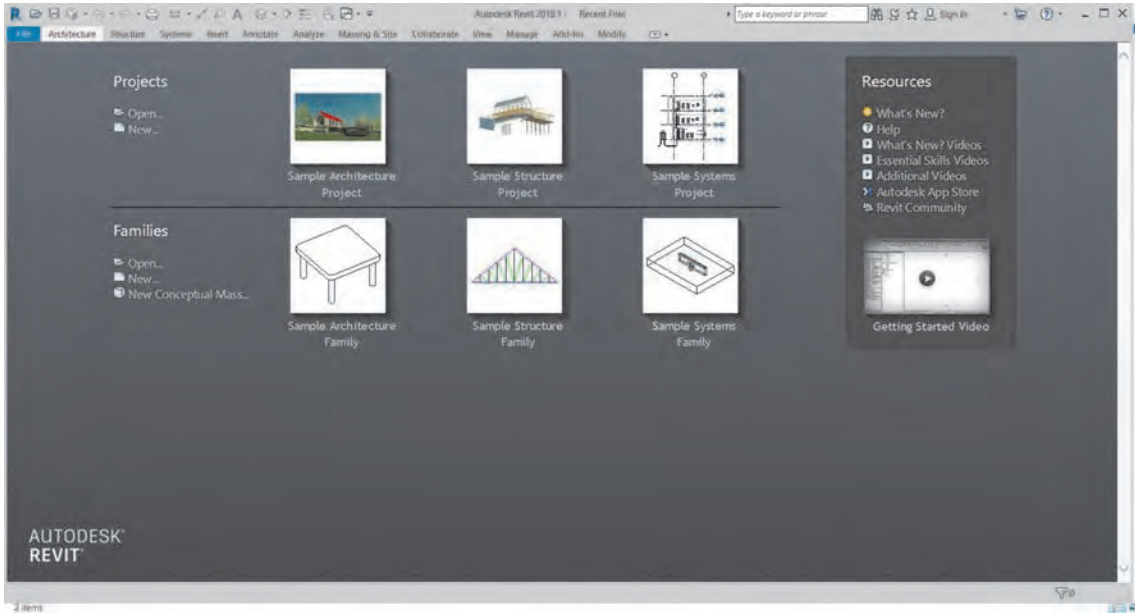 Autodesk Revit 2018.1 - Recent Files
Type a keyword or phrase
Sign In
File Architecture Structure Systems Insert Annotate Analyze Massing & Site Collaborate View Manage Add-Ins Modify
Projects
Open...
New...
Sample Architecture
Project
Sample Structure
Project
Sample Systems
Project
Families
Open...
New...
New Conceptual Mass...
Sample Architecture
Family
Sample Structure
Family
Sample Systems
Family
Resources
What's New?
Help
What's New? Videos
Essential Skills Videos
Additional Videos
Autodesk App Store
Revit Community
Getting Started Video
AUTODESK®
REVIT®
:0
2 items